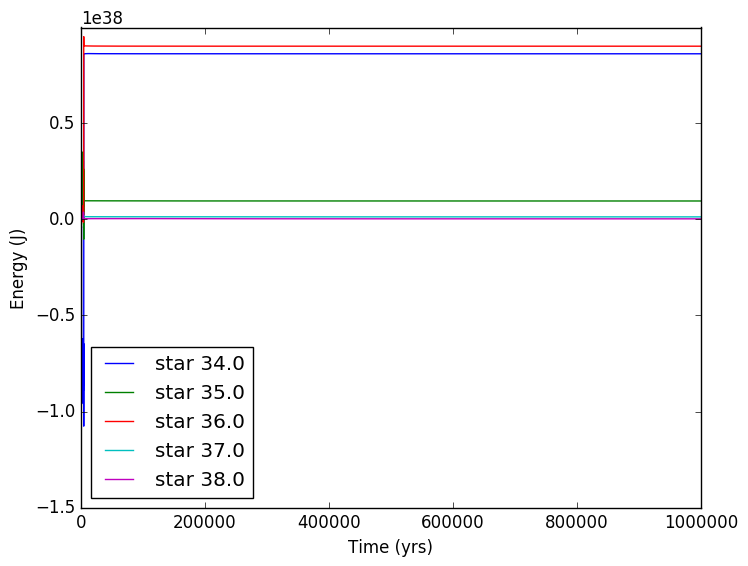 1e38
0.5
0.0
−0.5
−1.0
−1.5
Energy (J)
star 34.0
star 35.0
star 36.0
star 37.0
star 38.0
0 200000 400000 600000 800000 1000000
Time (yrs)